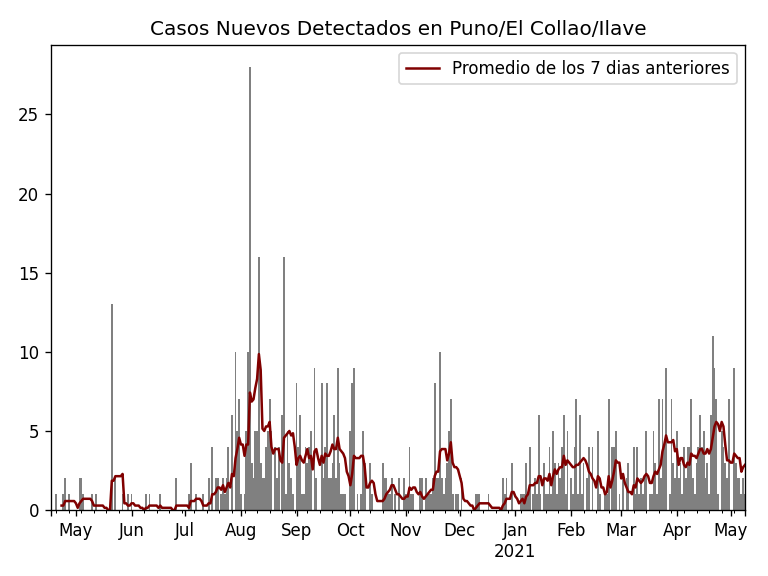 Casos Nuevos Detectados en Puno/El Collao/Ilave
Promedio de los 7 dias anteriores
25
20
15
10
5
0
May Jun Jul Aug Sep Oct Nov Dec Jan Feb Mar Apr May
2021